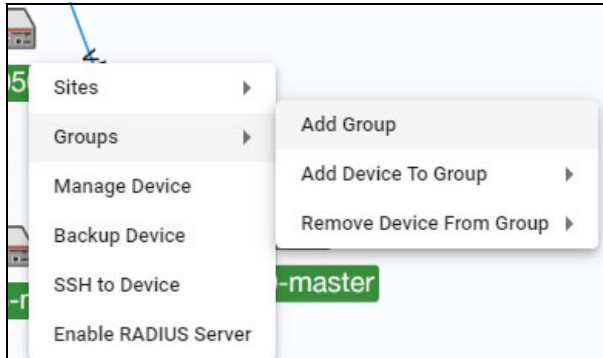 Sites
Groups
Manage Device
Backup Device
SSH to Device
Enable RADIUS Server
Add Group
Add Device To Group
Remove Device From Group
-master